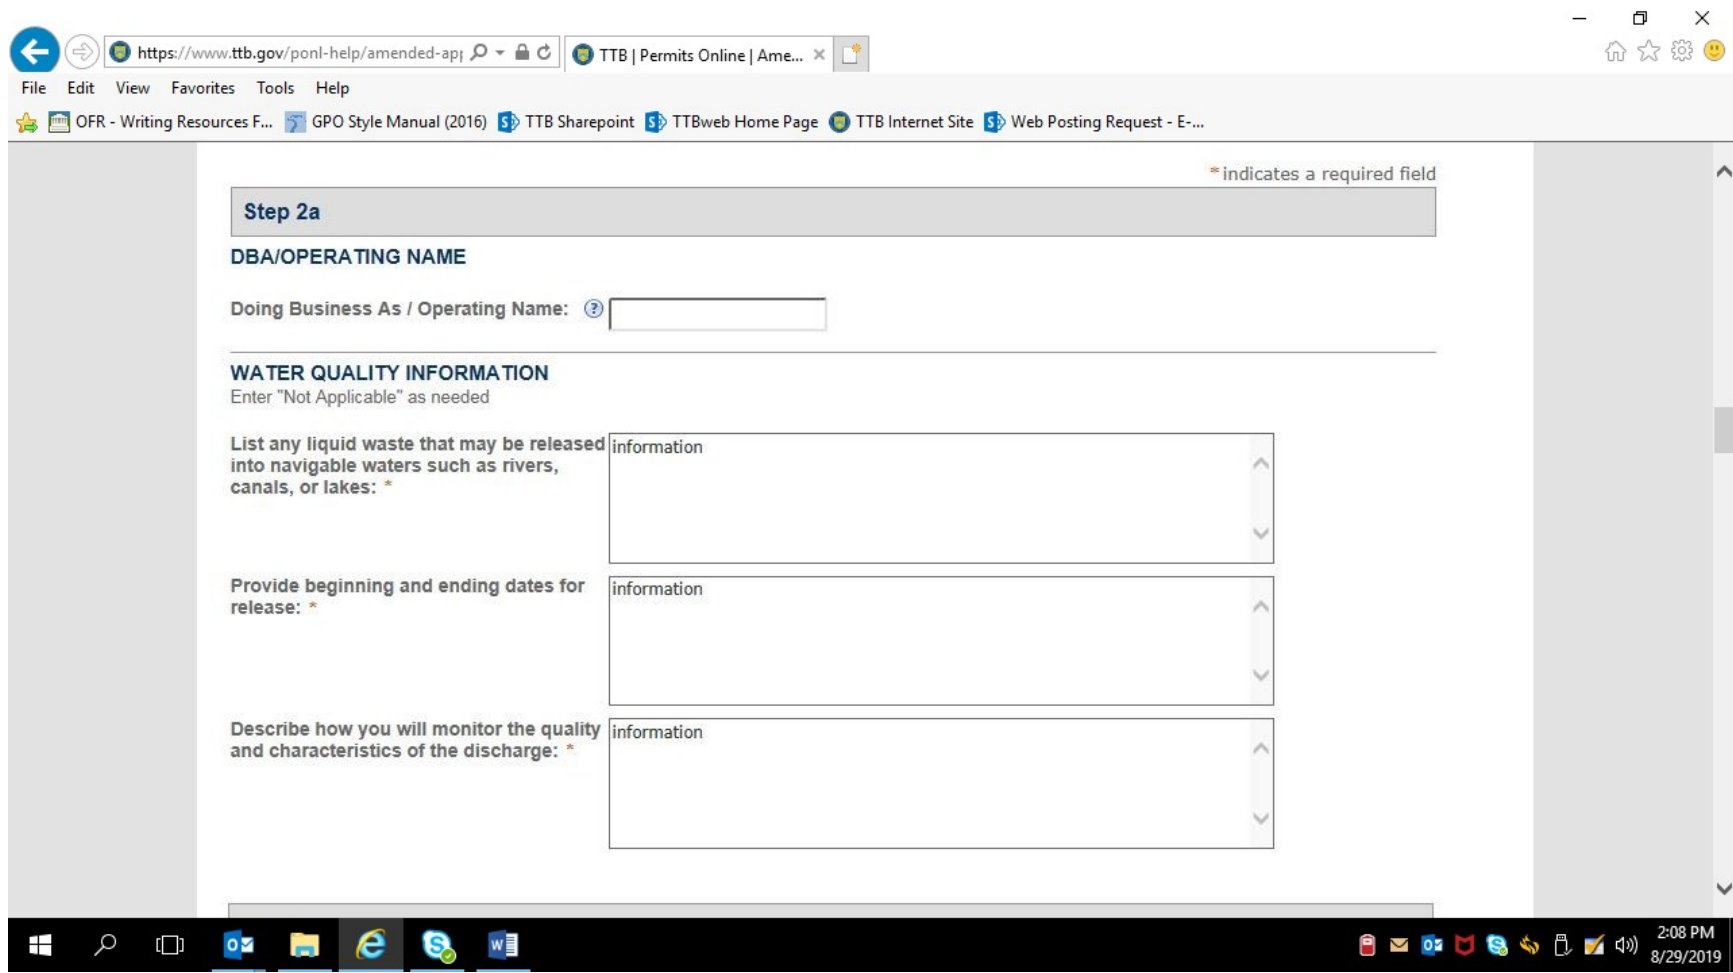 https://www.ttb.gov/ponl-help/amended-ap
TTB | Permits Online | Ame...
File Edit View Favorites Tools Help
OFR - Writing Resources F... GPO Style Manual (2016) TTB Sharepoint TTBweb Home Page TTB Internet Site Web Posting Request - E-...
* indicates a required field
Step 2a
DBA/OPERATING NAME
Doing Business As / Operating Name:
WATER QUALITY INFORMATION
Enter "Not Applicable" as needed
List any liquid waste that may be released
into navigable waters such as rivers,
canals, or lakes: *
information
Provide beginning and ending dates for
release: *
information
Describe how you will monitor the quality
and characteristics of the discharge: *
information
2:08 PM
8/29/2019